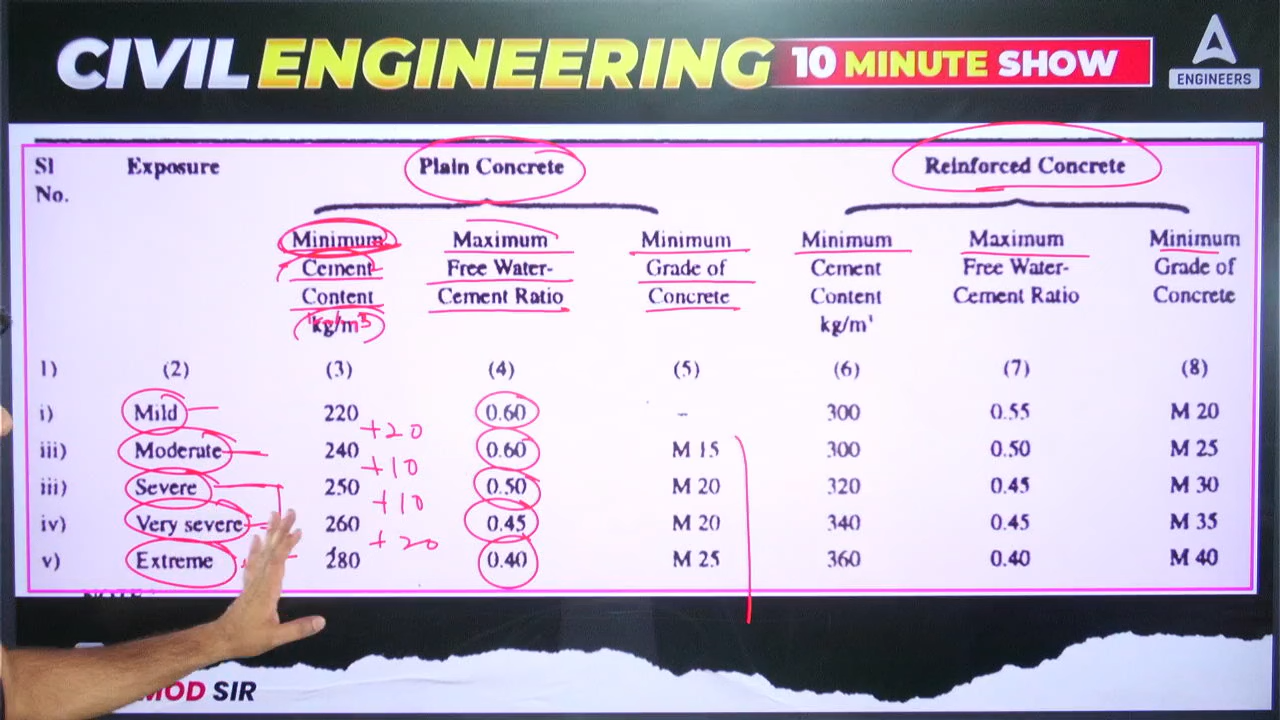 CIVIL ENGINEERING 10 MINUTE SHOW
ENGINEERS
Sl Exposure Plain Concrete Reinforced Concrete
No.
Minimum Maximum Minimum Minimum Maximum Minimum
Cement Free Water- Grade of Cement Free Water- Grade of
Content Cement Ratio Concrete Content Cement Ratio Concrete
kg/m³ kg/m³
1) (2) (3) (4) (5) (6) (7) (8)
i) Mild 220 0.60 - 300 0.55 M 20
+20
iii) Moderate 240 0.60 M 15 300 0.50 M 25
+10
iii) Severe 250 0.50 M 20 320 0.45 M 30
+10
iv) Very severe 260 0.45 M 20 340 0.45 M 35
+20
v) Extreme 280 0.40 M 25 360 0.40 M 40
MOD SIR